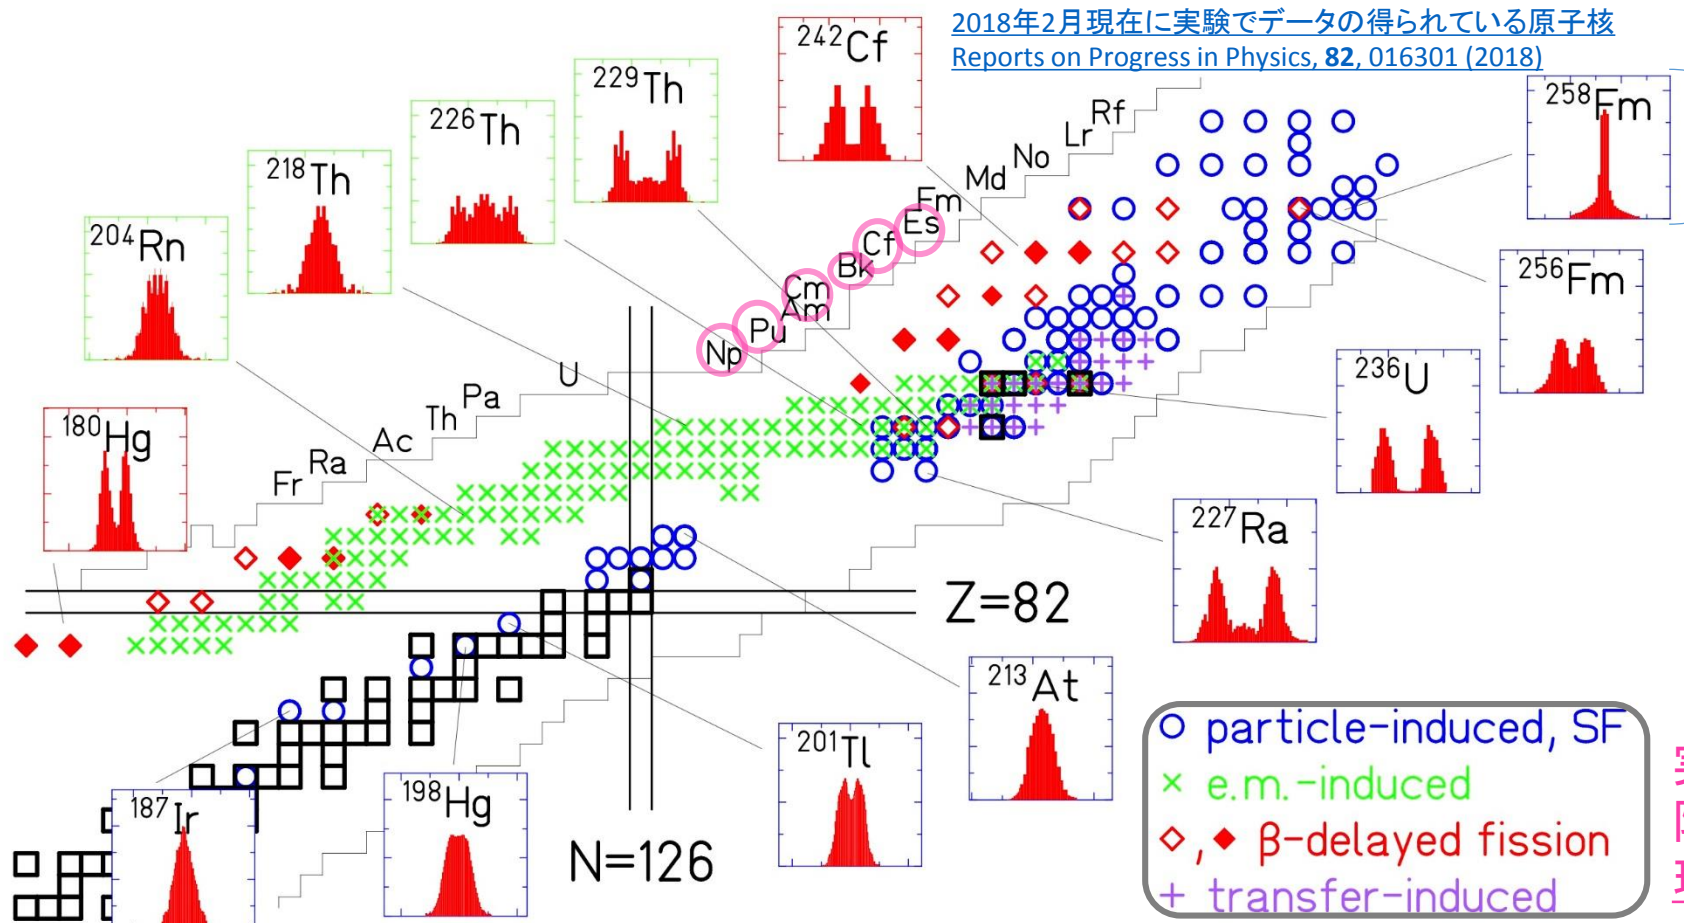 2018年2月現在に実験でデータの得られている原子核
Reports on Progress in Physics, 82, 016301 (2018)
242Cf
229Th
226Th
218Th
204Rn
180Hg
258Fm
256Fm
236U
227Ra
213At
201Tl
198Hg
187Ir
Rf
Lr
No
Md
Fm
Es
Cf
Bk
Cm
Am
Pu
Np
U
Pa
Th
Ac
Ra
Fr
Z=82
N=126
particle-induced, SF
e.m.-induced
, β-delayed fission
transfer-induced